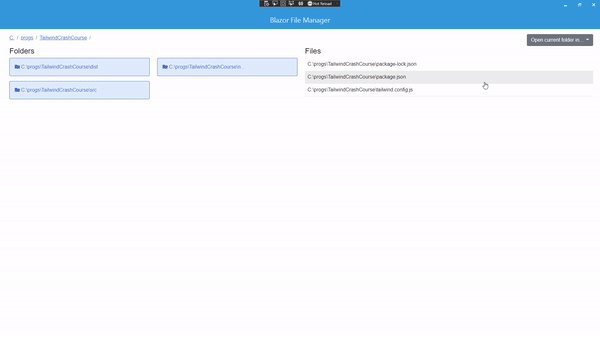 Hot Reload
Blazor File Manager
C: / progs / TailwindCrashCourse /
Open current folder in...
Folders
Files
C:\progs\TailwindCrashCourse\dist
C:\progs\TailwindCrashCourse\n...
C:\progs\TailwindCrashCourse\src
C:\progs\TailwindCrashCourse\package-lock.json
C:\progs\TailwindCrashCourse\package.json
C:\progs\TailwindCrashCourse\tailwind.config.js